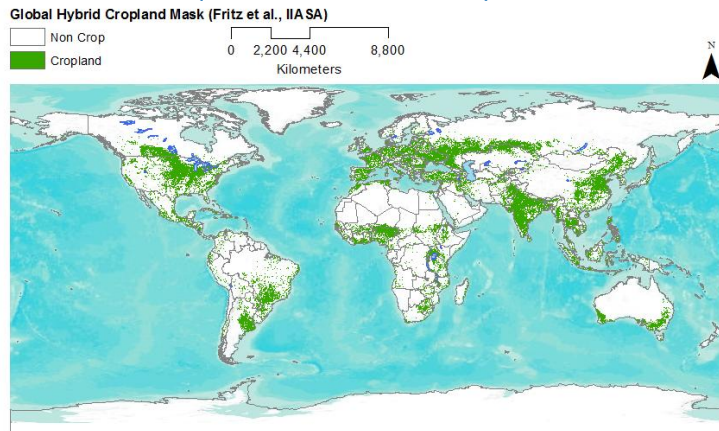 Global Hybrid Cropland Mask (Fritz et al., IIASA)
Non Crop
Cropland
0 2,200 4,400 8,800
Kilometers
N